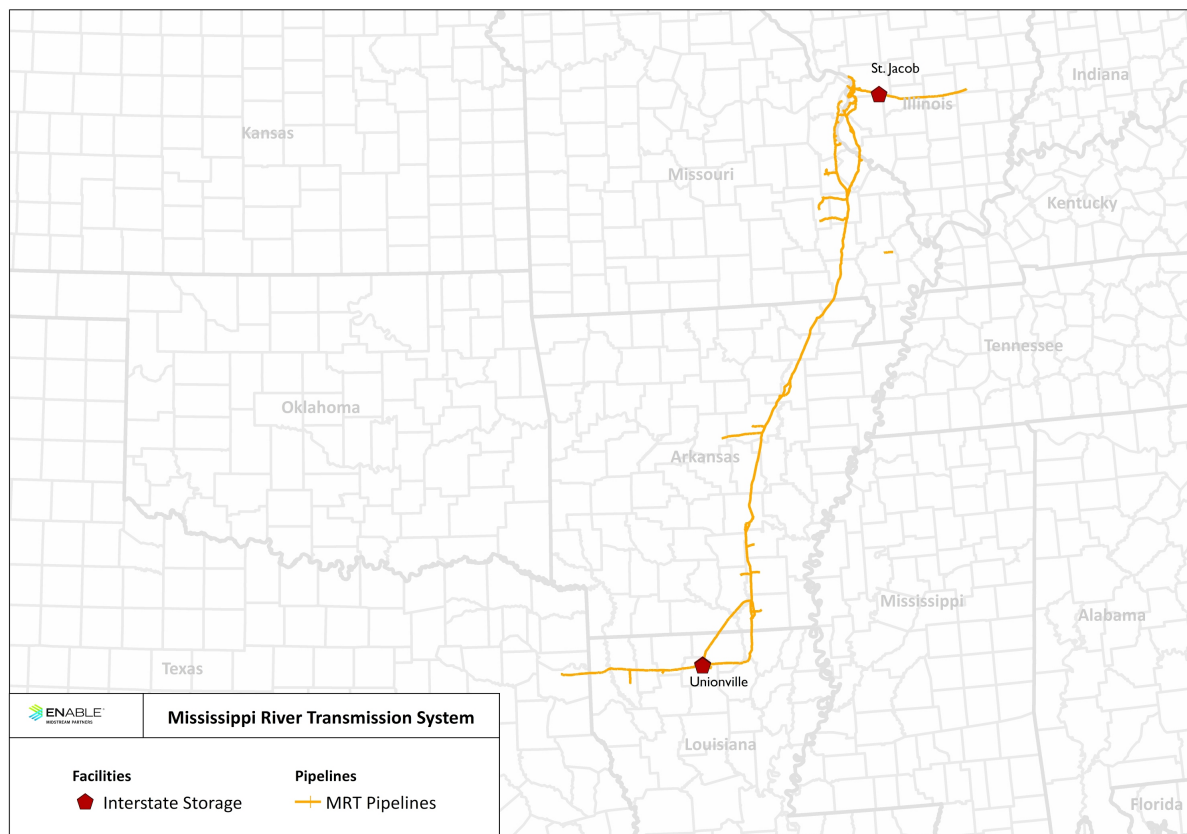 St. Jacob
Indiana
Illinois
Kansas
Missouri
Kentucky
Tennessee
Oklahoma
Arkansas
Mississippi
Alabama
Texas
Unionville
Louisiana
Florida
ENABLE
MIDSTREAM PARTNERS
Mississippi River Transmission System
Facilities
Interstate Storage
Pipelines
MRT Pipelines